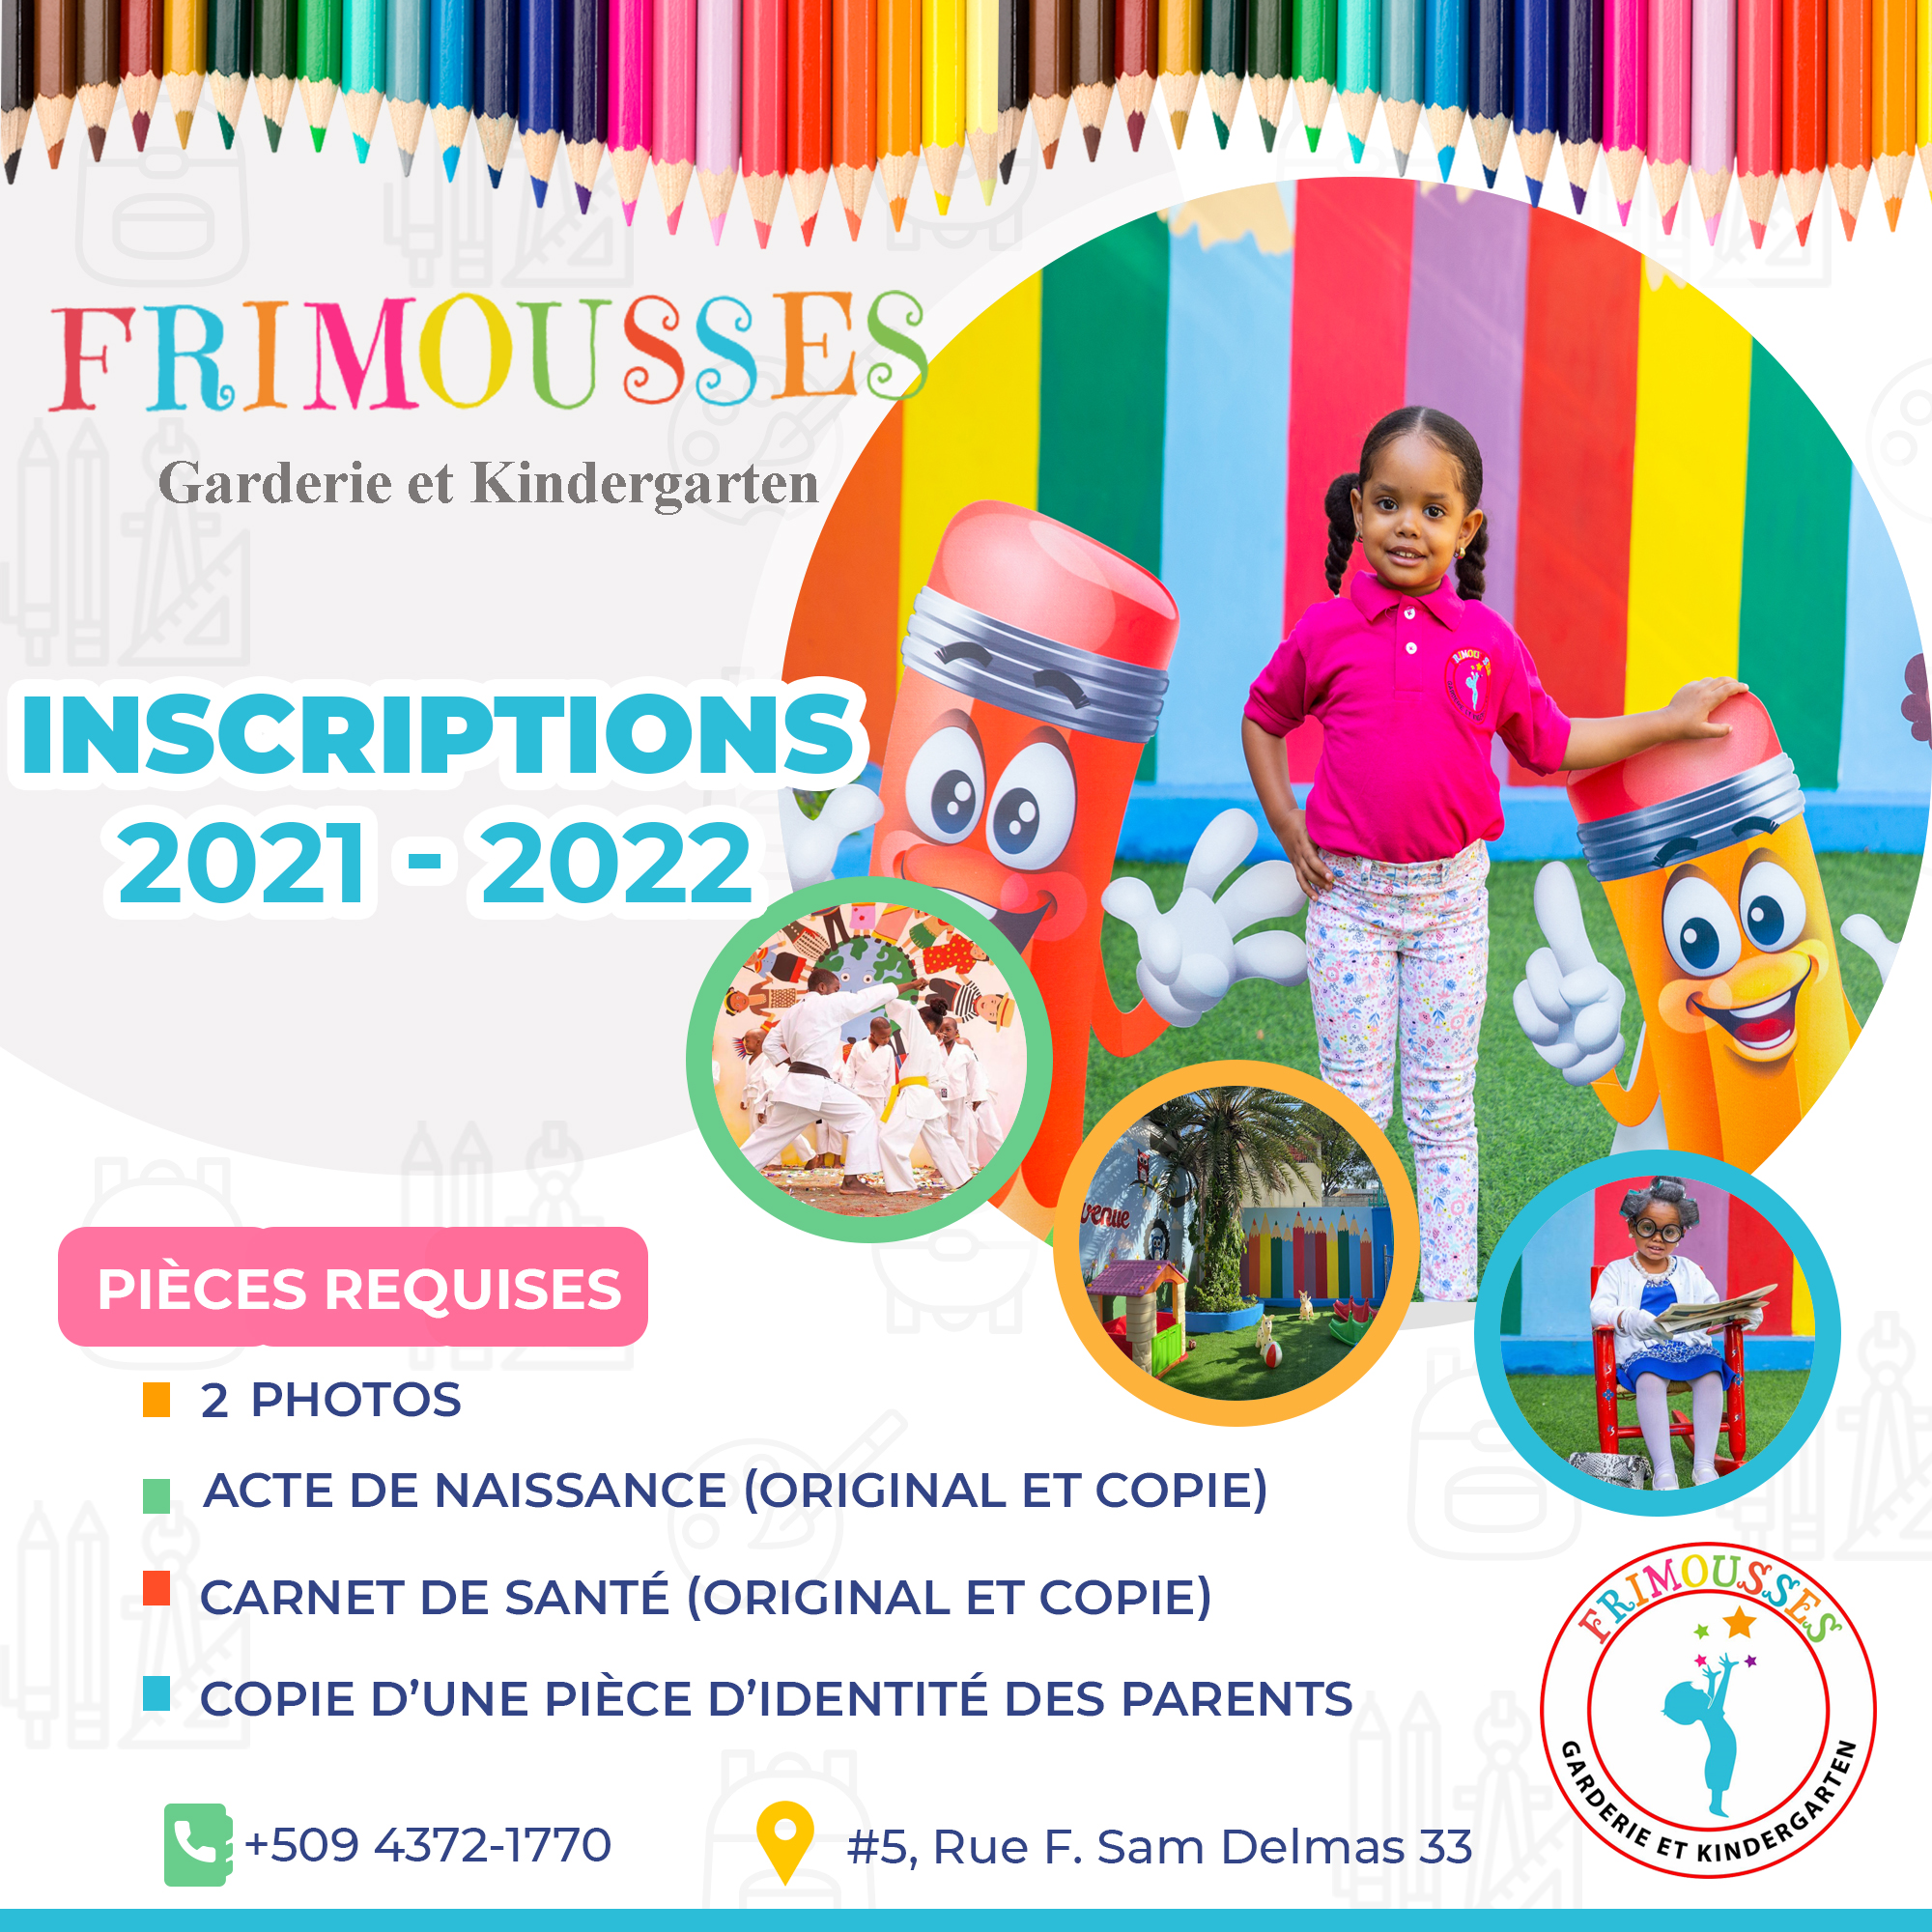 FRIMOUSSES
Garderie et Kindergarten
INSCRIPTIONS
2021 - 2022
venue
PIÈCES REQUISES
2 PHOTOS
ACTE DE NAISSANCE (ORIGINAL ET COPIE)
CARNET DE SANTÉ (ORIGINAL ET COPIE)
COPIE D’UNE PIÈCE D’IDENTITÉ DES PARENTS
+509 4372-1770
#5, Rue F. Sam Delmas 33
FRIMOUSSES
GARDERIE ET KINDERGARTEN